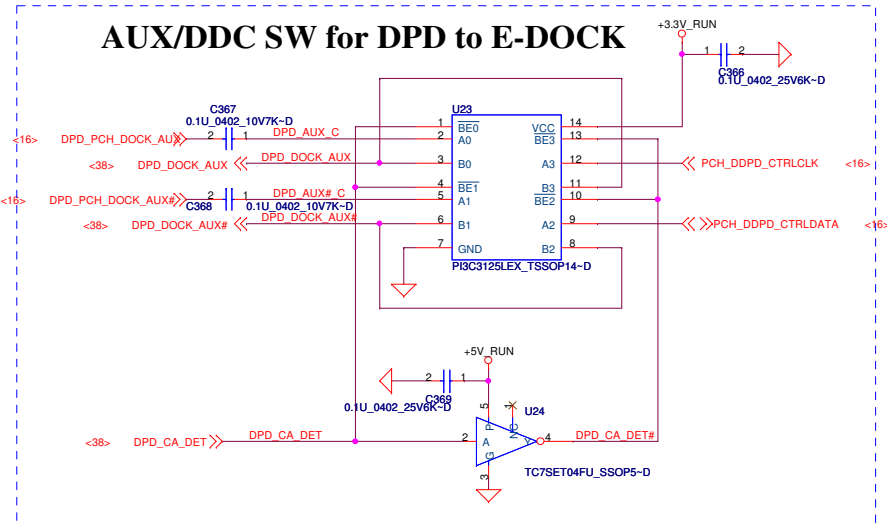 AUX/DDC SW for DPD to E-DOCK
+3.3V_RUN
1 2
C366
0.1U_0402_25V6K~D
C367
0.1U_0402_10V7K~D
U23
<16> DPD_PCH_DOCK_AUX 2 1 DPD_AUX_C
1 BE0 VCC 14
2 A0 BE3 13
<38> DPD_DOCK_AUX DPD_DOCK_AUX 3 B0 A3 12 PCH_DDPD_CTRLCLK <16>
4 BE1 B3 11
<16> DPD_PCH_DOCK_AUX# 2 1 DPD_AUX#_C 5 A1 BE2 10
C368 0.1U_0402_10V7K~D
<38> DPD_DOCK_AUX# DPD_DOCK_AUX# 6 B1 A2 9 PCH_DDPD_CTRLDATA <16>
7 GND B2 8
PI3C3125LEX_TSSOP14~D
+5V_RUN
2 1
C369
0.1U_0402_25V6K~D
U24
5 P 1 NC
<38> DPD_CA_DET DPD_CA_DET 2 A Y 4 DPD_CA_DET#
G 3
TC7SET04FU_SSOP5~D